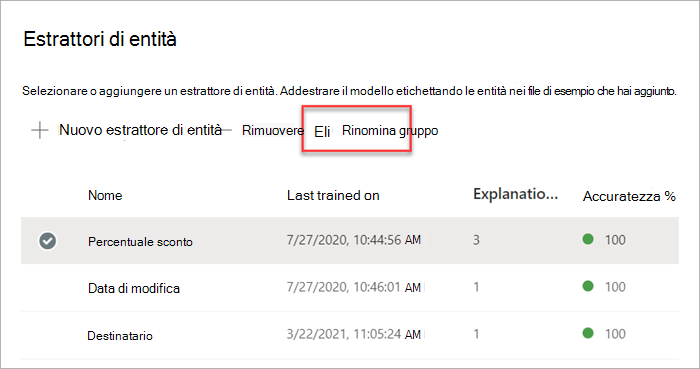 Estrattori di entità
Selezionare o aggiungere un estrattore di entità. Addestrare il modello etichettando le entità nei file di esempio che hai aggiunto.
Nuovo estrattore di entità Rimuovere Eli Rinomina gruppo
Nome Last trained on Explanatio... Accuratezza %
Percentuale sconto 7/27/2020, 10:44:56 AM 3 100
Data di modifica 7/27/2020, 10:46:01 AM 1 100
Destinatario 3/22/2021, 11:05:24 AM 1 100